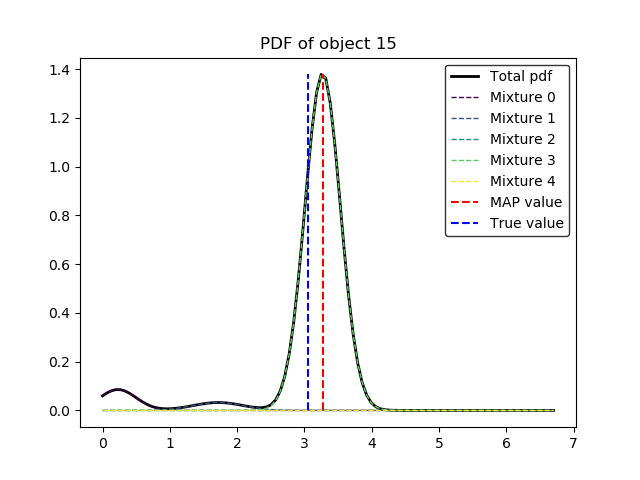 PDF of object 15
Total pdf
Mixture 0
Mixture 1
Mixture 2
Mixture 3
Mixture 4
MAP value
True value
1.4
1.2
1.0
0.8
0.6
0.4
0.2
0.0
0 1 2 3 4 5 6 7